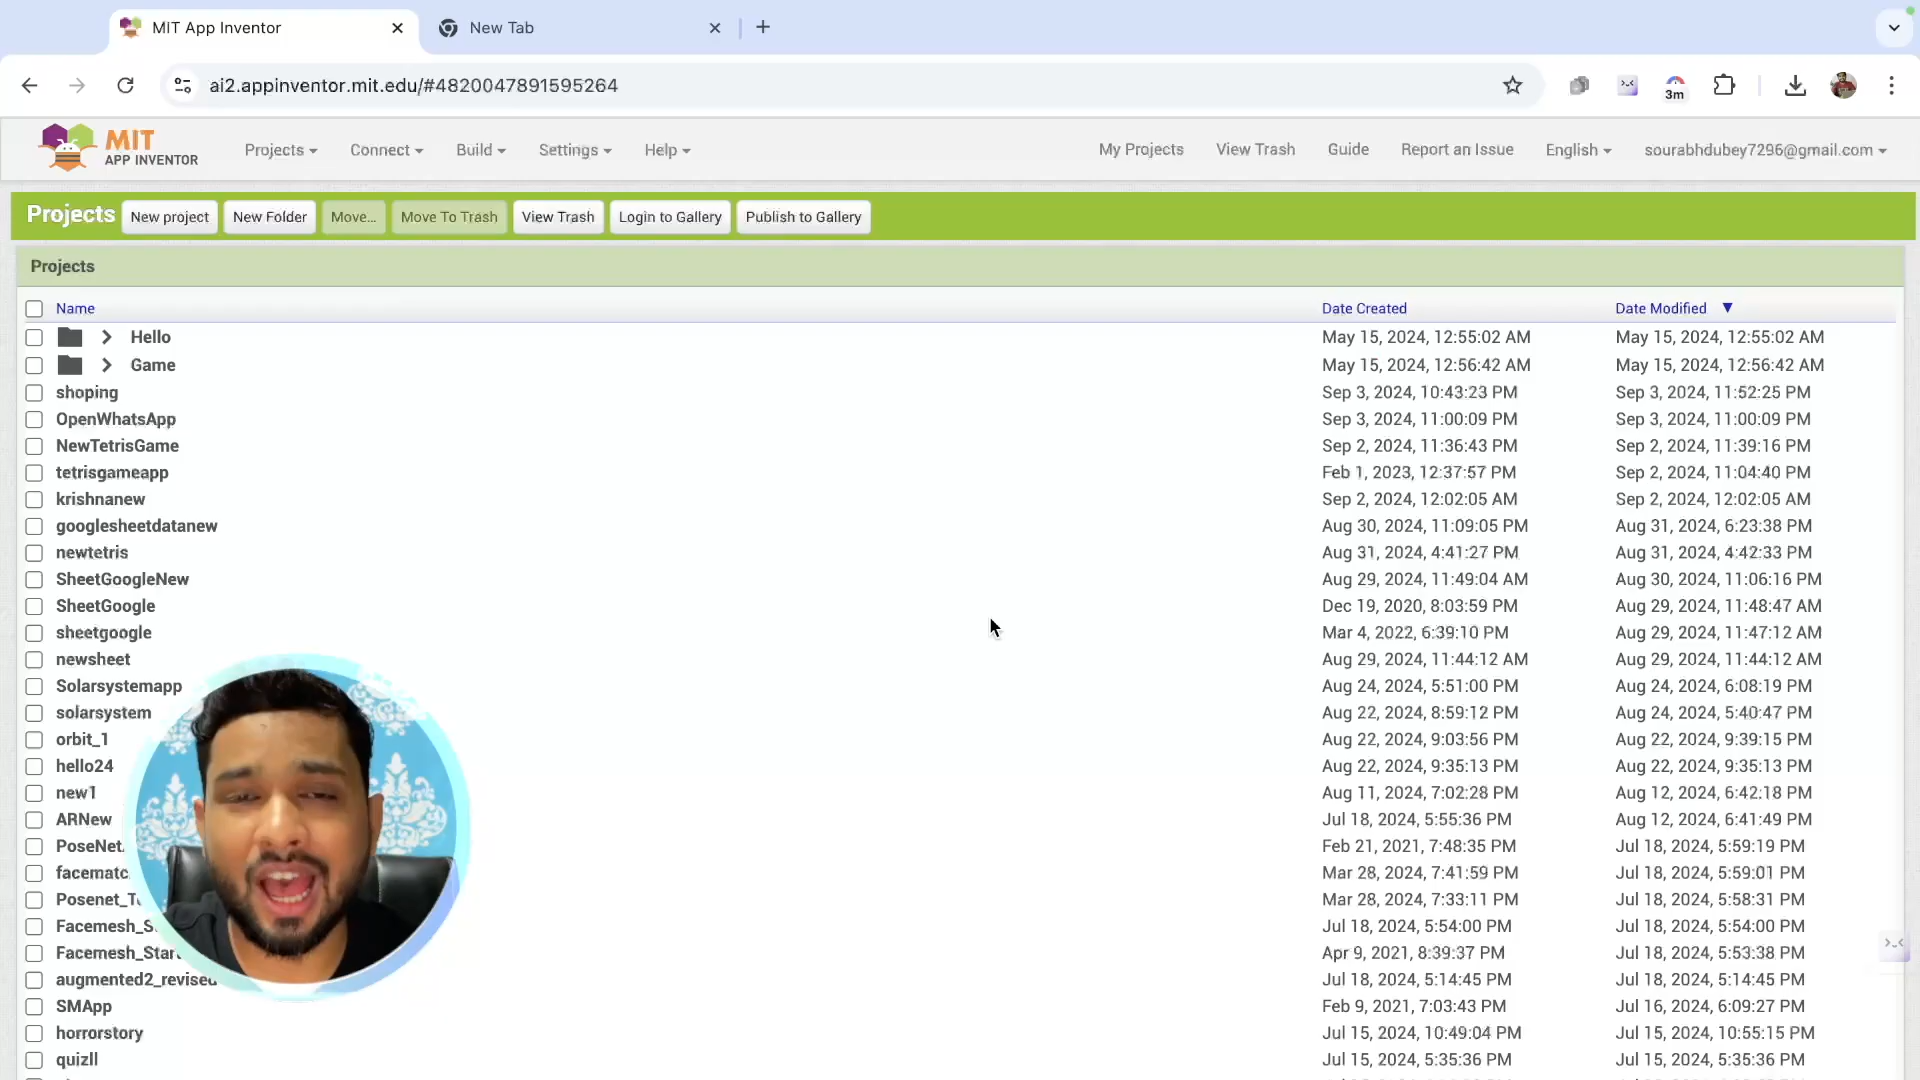 MIT App Inventor
New Tab
ai2.appinventor.mit.edu/#4820047891595264
3m
MIT
APP INVENTOR
Projects
Connect
Build
Settings
Help
My Projects
View Trash
Guide
Report an Issue
English
sourabhdubey7296@gmail.com
Projects
New project
New Folder
Move...
Move To Trash
View Trash
Login to Gallery
Publish to Gallery
Projects
Name Date Created Date Modified ▼
Hello May 15, 2024, 12:55:02 AM May 15, 2024, 12:55:02 AM
Game May 15, 2024, 12:56:42 AM May 15, 2024, 12:56:42 AM
shoping Sep 3, 2024, 10:43:23 PM Sep 3, 2024, 11:52:25 PM
OpenWhatsApp Sep 3, 2024, 11:00:09 PM Sep 3, 2024, 11:00:09 PM
NewTetrisGame Sep 2, 2024, 11:36:43 PM Sep 2, 2024, 11:39:16 PM
tetrisgameapp Feb 1, 2023, 12:37:57 PM Sep 2, 2024, 11:04:40 PM
krishnanew Sep 2, 2024, 12:02:05 AM Sep 2, 2024, 12:02:05 AM
googlesheetdatanew Aug 30, 2024, 11:09:05 PM Aug 31, 2024, 6:23:38 PM
newtetris Aug 31, 2024, 4:41:27 PM Aug 31, 2024, 4:42:33 PM
SheetGoogleNew Aug 29, 2024, 11:49:04 AM Aug 30, 2024, 11:06:16 PM
SheetGoogle Dec 19, 2020, 8:03:59 PM Aug 29, 2024, 11:48:47 AM
sheetgoogle Mar 4, 2022, 6:39:10 PM Aug 29, 2024, 11:47:12 AM
newsheet Aug 29, 2024, 11:44:12 AM Aug 29, 2024, 11:44:12 AM
Solarsystemapp Aug 24, 2024, 5:51:00 PM Aug 24, 2024, 6:08:19 PM
solarsystem Aug 22, 2024, 8:59:12 PM Aug 24, 2024, 5:40:47 PM
orbit_1 Aug 22, 2024, 9:03:56 PM Aug 22, 2024, 9:39:15 PM
hello24 Aug 22, 2024, 9:35:13 PM Aug 22, 2024, 9:35:13 PM
new1 Aug 11, 2024, 7:02:28 PM Aug 12, 2024, 6:42:18 PM
ARNew Jul 18, 2024, 5:55:36 PM Aug 12, 2024, 6:41:49 PM
PoseNet Feb 21, 2021, 7:48:35 PM Jul 18, 2024, 5:59:19 PM
facematc Mar 28, 2024, 7:41:59 PM Jul 18, 2024, 5:59:01 PM
Posenet_T Mar 28, 2024, 7:33:11 PM Jul 18, 2024, 5:58:31 PM
Facemesh_S Jul 18, 2024, 5:54:00 PM Jul 18, 2024, 5:54:00 PM
Facemesh_Start Apr 9, 2021, 8:39:37 PM Jul 18, 2024, 5:53:38 PM
augmented2_revised Jul 18, 2024, 5:14:45 PM Jul 18, 2024, 5:14:45 PM
SMApp Feb 9, 2021, 7:03:43 PM Jul 16, 2024, 6:09:27 PM
horrorstory Jul 15, 2024, 10:49:04 PM Jul 15, 2024, 10:55:15 PM
quizll Jul 15, 2024, 5:35:36 PM Jul 15, 2024, 5:35:36 PM